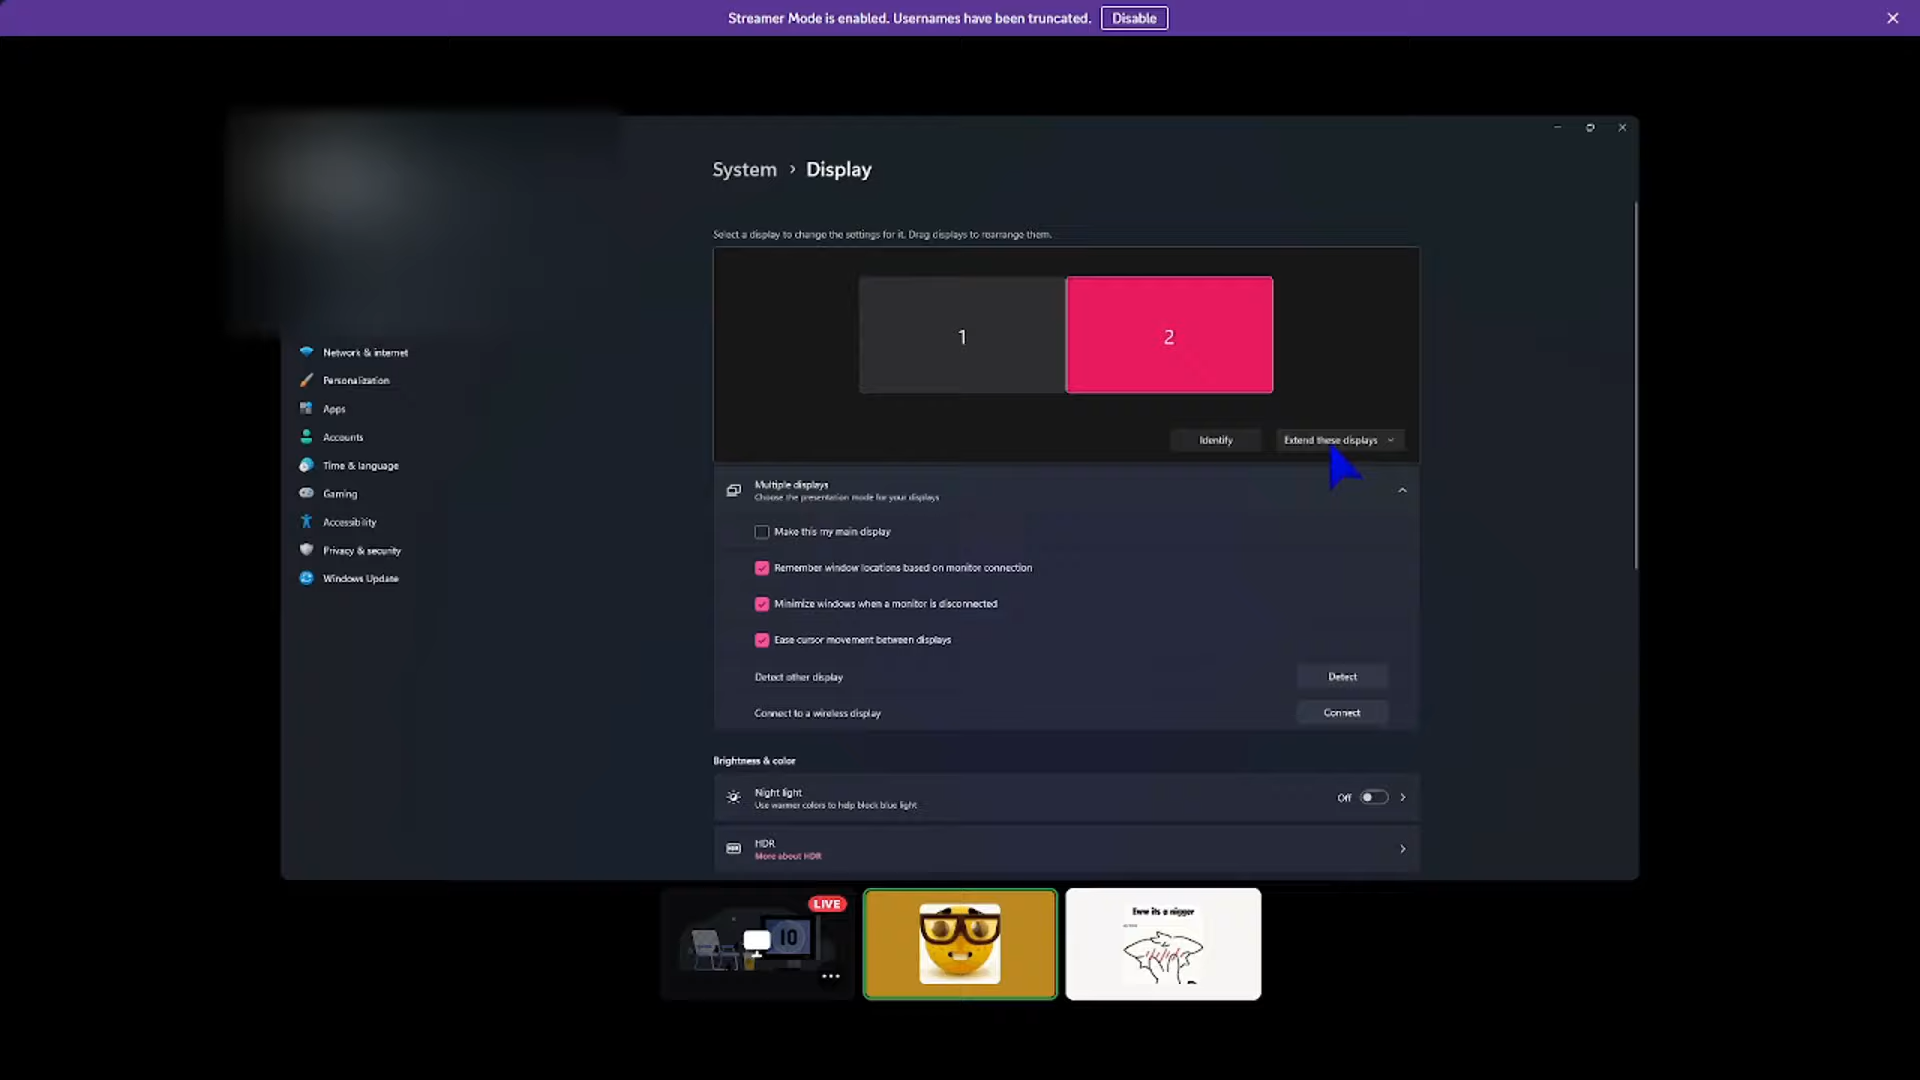 Streamer Mode is enabled. Usernames have been truncated. Disable
System > Display
Select a display to change the settings for it. Drag displays to rearrange them.
1
2
Identify
Extend these displays
Network & internet
Personalization
Apps
Accounts
Time & language
Gaming
Accessibility
Privacy & security
Windows Update
Multiple displays
Choose the presentation mode for your displays
Make this my main display
Remember window locations based on monitor connection
Minimize windows when a monitor is disconnected
Ease cursor movement between displays
Detect other display
Detect
Connect to a wireless display
Connect
Brightness & color
Night light
Use warmer colors to help block blue light
Off
HDR
More about HDR
LIVE
10
Eww its a nigger